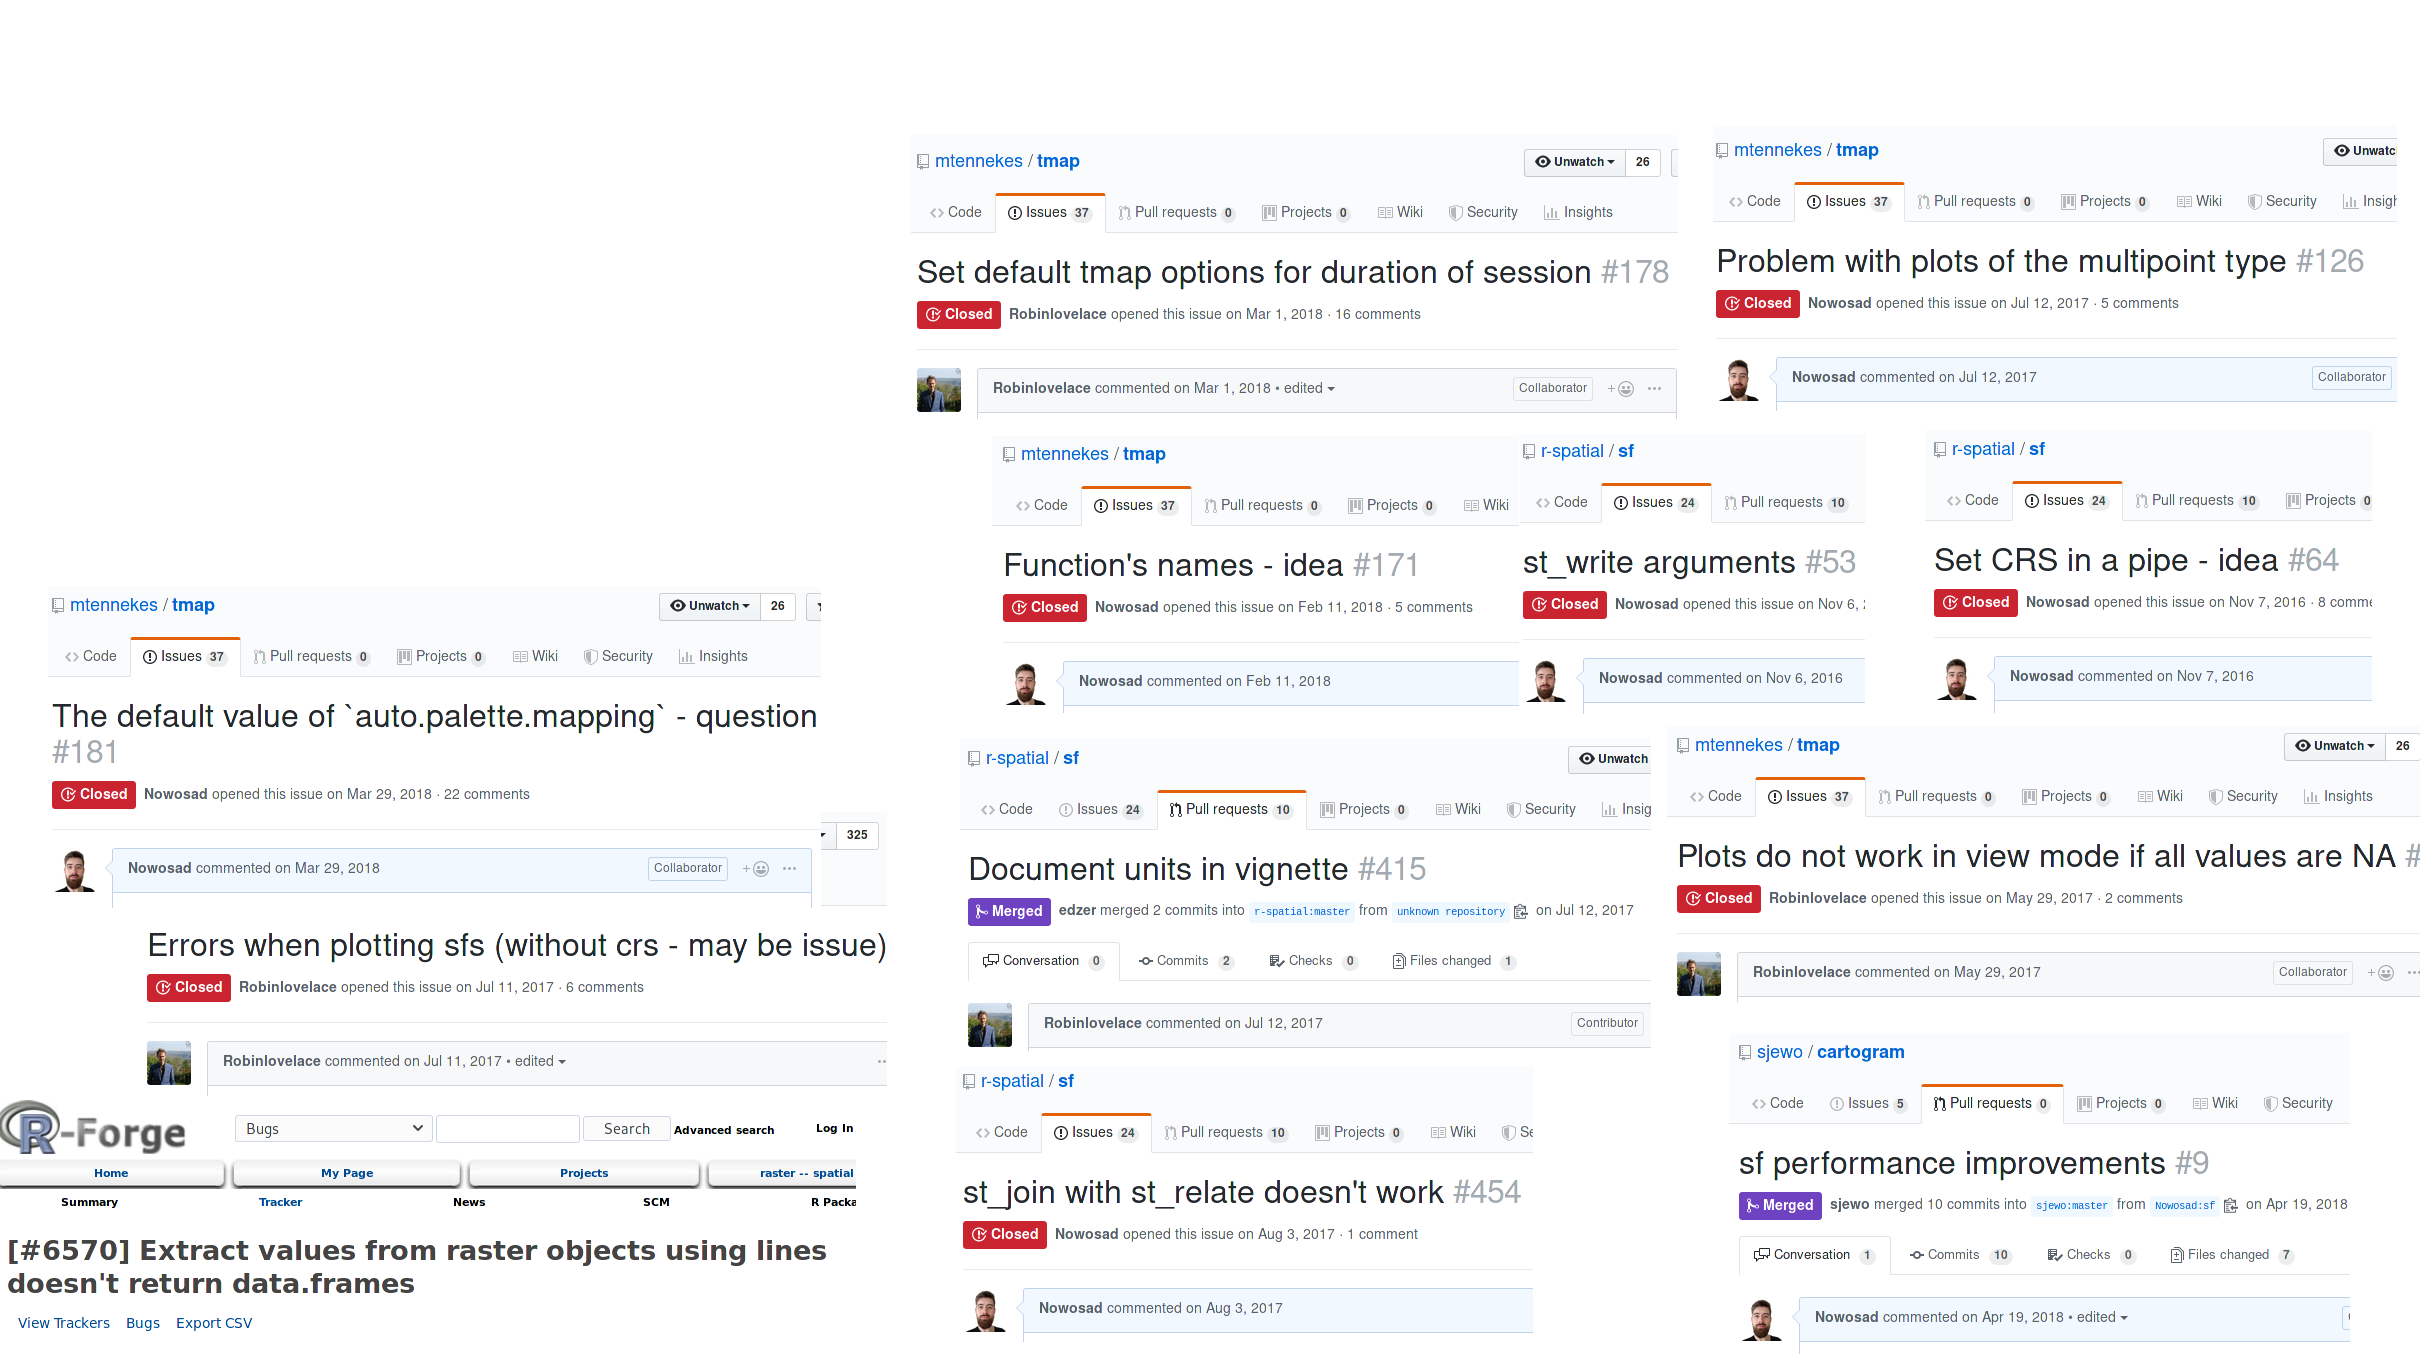 mtennekes / tmap
Unwatch 26
Code Issues 37 Pull requests 0 Projects 0 Wiki Security Insights
Set default tmap options for duration of session #178
Closed Robinlovelace opened this issue on Mar 1, 2018 · 16 comments
Robinlovelace commented on Mar 1, 2018 • edited Collaborator
mtennekes / tmap
Code Issues 37 Pull requests 0 Projects 0 Wiki Security
Problem with plots of the multipoint type #126
Closed Nowosad opened this issue on Jul 12, 2017 · 5 comments
Nowosad commented on Jul 12, 2017 Collaborator
mtennekes / tmap
Code Issues 37 Pull requests 0 Projects 0 Wiki
Function's names - idea #171
Closed Nowosad opened this issue on Feb 11, 2018 · 5 comments
Nowosad commented on Feb 11, 2018
r-spatial / sf
Code Issues 24 Pull requests 10
st_write arguments #53
Closed Nowosad opened this issue on Nov 6,
Nowosad commented on Nov 6, 2016
r-spatial / sf
Code Issues 24 Pull requests 10 Projects 0
Set CRS in a pipe - idea #64
Closed Nowosad opened this issue on Nov 7, 2016 · 8 comme
Nowosad commented on Nov 7, 2016
mtennekes / tmap
Unwatch 26
Code Issues 37 Pull requests 0 Projects 0 Wiki Security Insights
The default value of `auto.palette.mapping` - question
#181
Closed Nowosad opened this issue on Mar 29, 2018 · 22 comments
325
Nowosad commented on Mar 29, 2018 Collaborator
Errors when plotting sfs (without crs - may be issue)
Closed Robinlovelace opened this issue on Jul 11, 2017 · 6 comments
Robinlovelace commented on Jul 11, 2017 • edited
R-Forge
Bugs Search Advanced search Log In
Home My Page Projects raster -- spatial
Summary Tracker News SCM R Packa
[#6570] Extract values from raster objects using lines
doesn't return data.frames
View Trackers Bugs Export CSV
r-spatial / sf
Unwatch
Code Issues 24 Pull requests 10 Projects 0 Wiki Security Insig
Document units in vignette #415
Merged edzer merged 2 commits into r-spatial:master from unknown repository on Jul 12, 2017
Conversation 0 Commits 2 Checks 0 Files changed 1
Robinlovelace commented on Jul 12, 2017 Contributor
r-spatial / sf
Code Issues 24 Pull requests 10 Projects 0 Wiki Se
st_join with st_relate doesn't work #454
Closed Nowosad opened this issue on Aug 3, 2017 · 1 comment
Nowosad commented on Aug 3, 2017
mtennekes / tmap
Unwatch 26
Code Issues 37 Pull requests 0 Projects 0 Wiki Security Insights
Plots do not work in view mode if all values are NA #
Closed Robinlovelace opened this issue on May 29, 2017 · 2 comments
Robinlovelace commented on May 29, 2017 Collaborator
sjewo / cartogram
Code Issues 5 Pull requests 0 Projects 0 Wiki Security
sf performance improvements #9
Merged sjewo merged 10 commits into sjewo:master from Nowosad:sf on Apr 19, 2018
Conversation 1 Commits 10 Checks 0 Files changed 7
Nowosad commented on Apr 19, 2018 • edited